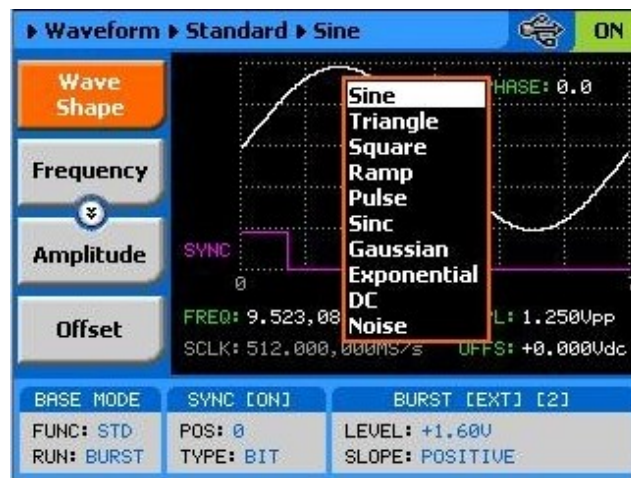 Waveform ▸ Standard ▸ Sine
ON
Wave
Shape
Frequency
Amplitude
Offset
PHASE: 0.0
Sine
Triangle
Square
Ramp
Pulse
Sinc
Gaussian
Exponential
DC
Noise
SYNC
0
FREQ: 9.523,08
L: 1.250Vpp
SCLK: 512.000,000MS/s
OFFS: +0.000Vdc
BASE MODE
FUNC: STD
RUN: BURST
SYNC [ON]
POS: 0
TYPE: BIT
BURST [EXT] [2]
LEVEL: +1.60V
SLOPE: POSITIVE